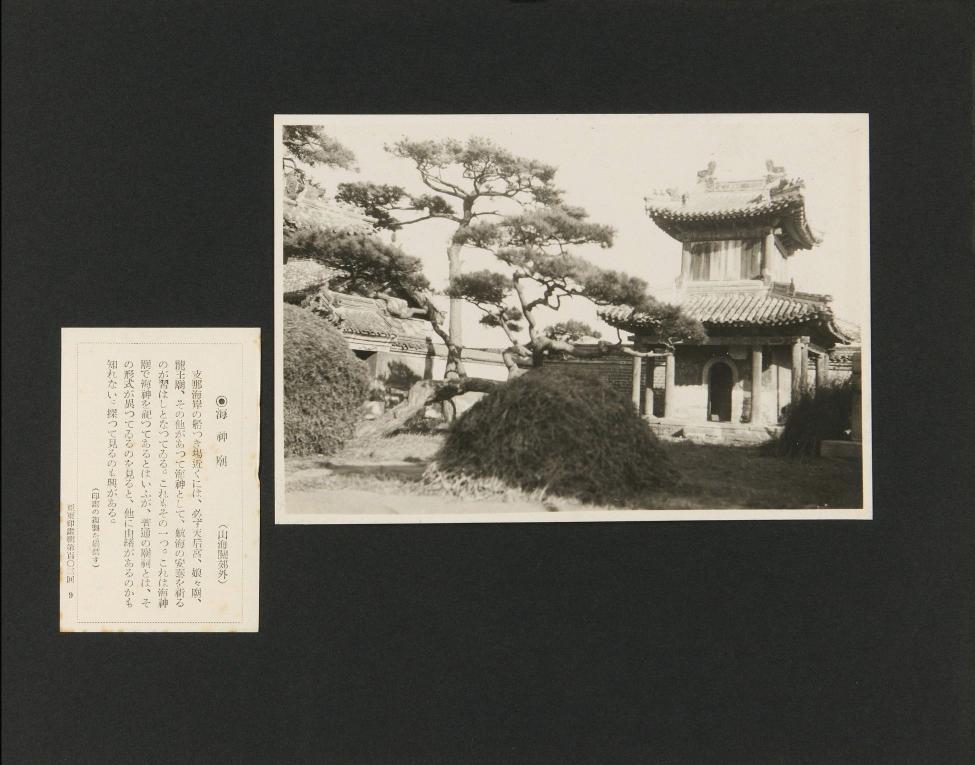 ◉海神廟 (山海關郊外)
支那海岸の船つき場近くには、必ず天后宮、娘々廟、
龍王廟、その他があつて海神として、航海の安泰を祈る
のが習はしとなつてゐる。これもその一つ。これは海神
廟で海神を祀つてあるとはいふが、普通の廟祠とは、そ
の形式が異つてゐるのを見ると、他に由緒があるのかも
知れない。探つて見るのも興がある。
(印畫の複製を嚴禁す)
亞東印畫輯第百〇三回 9